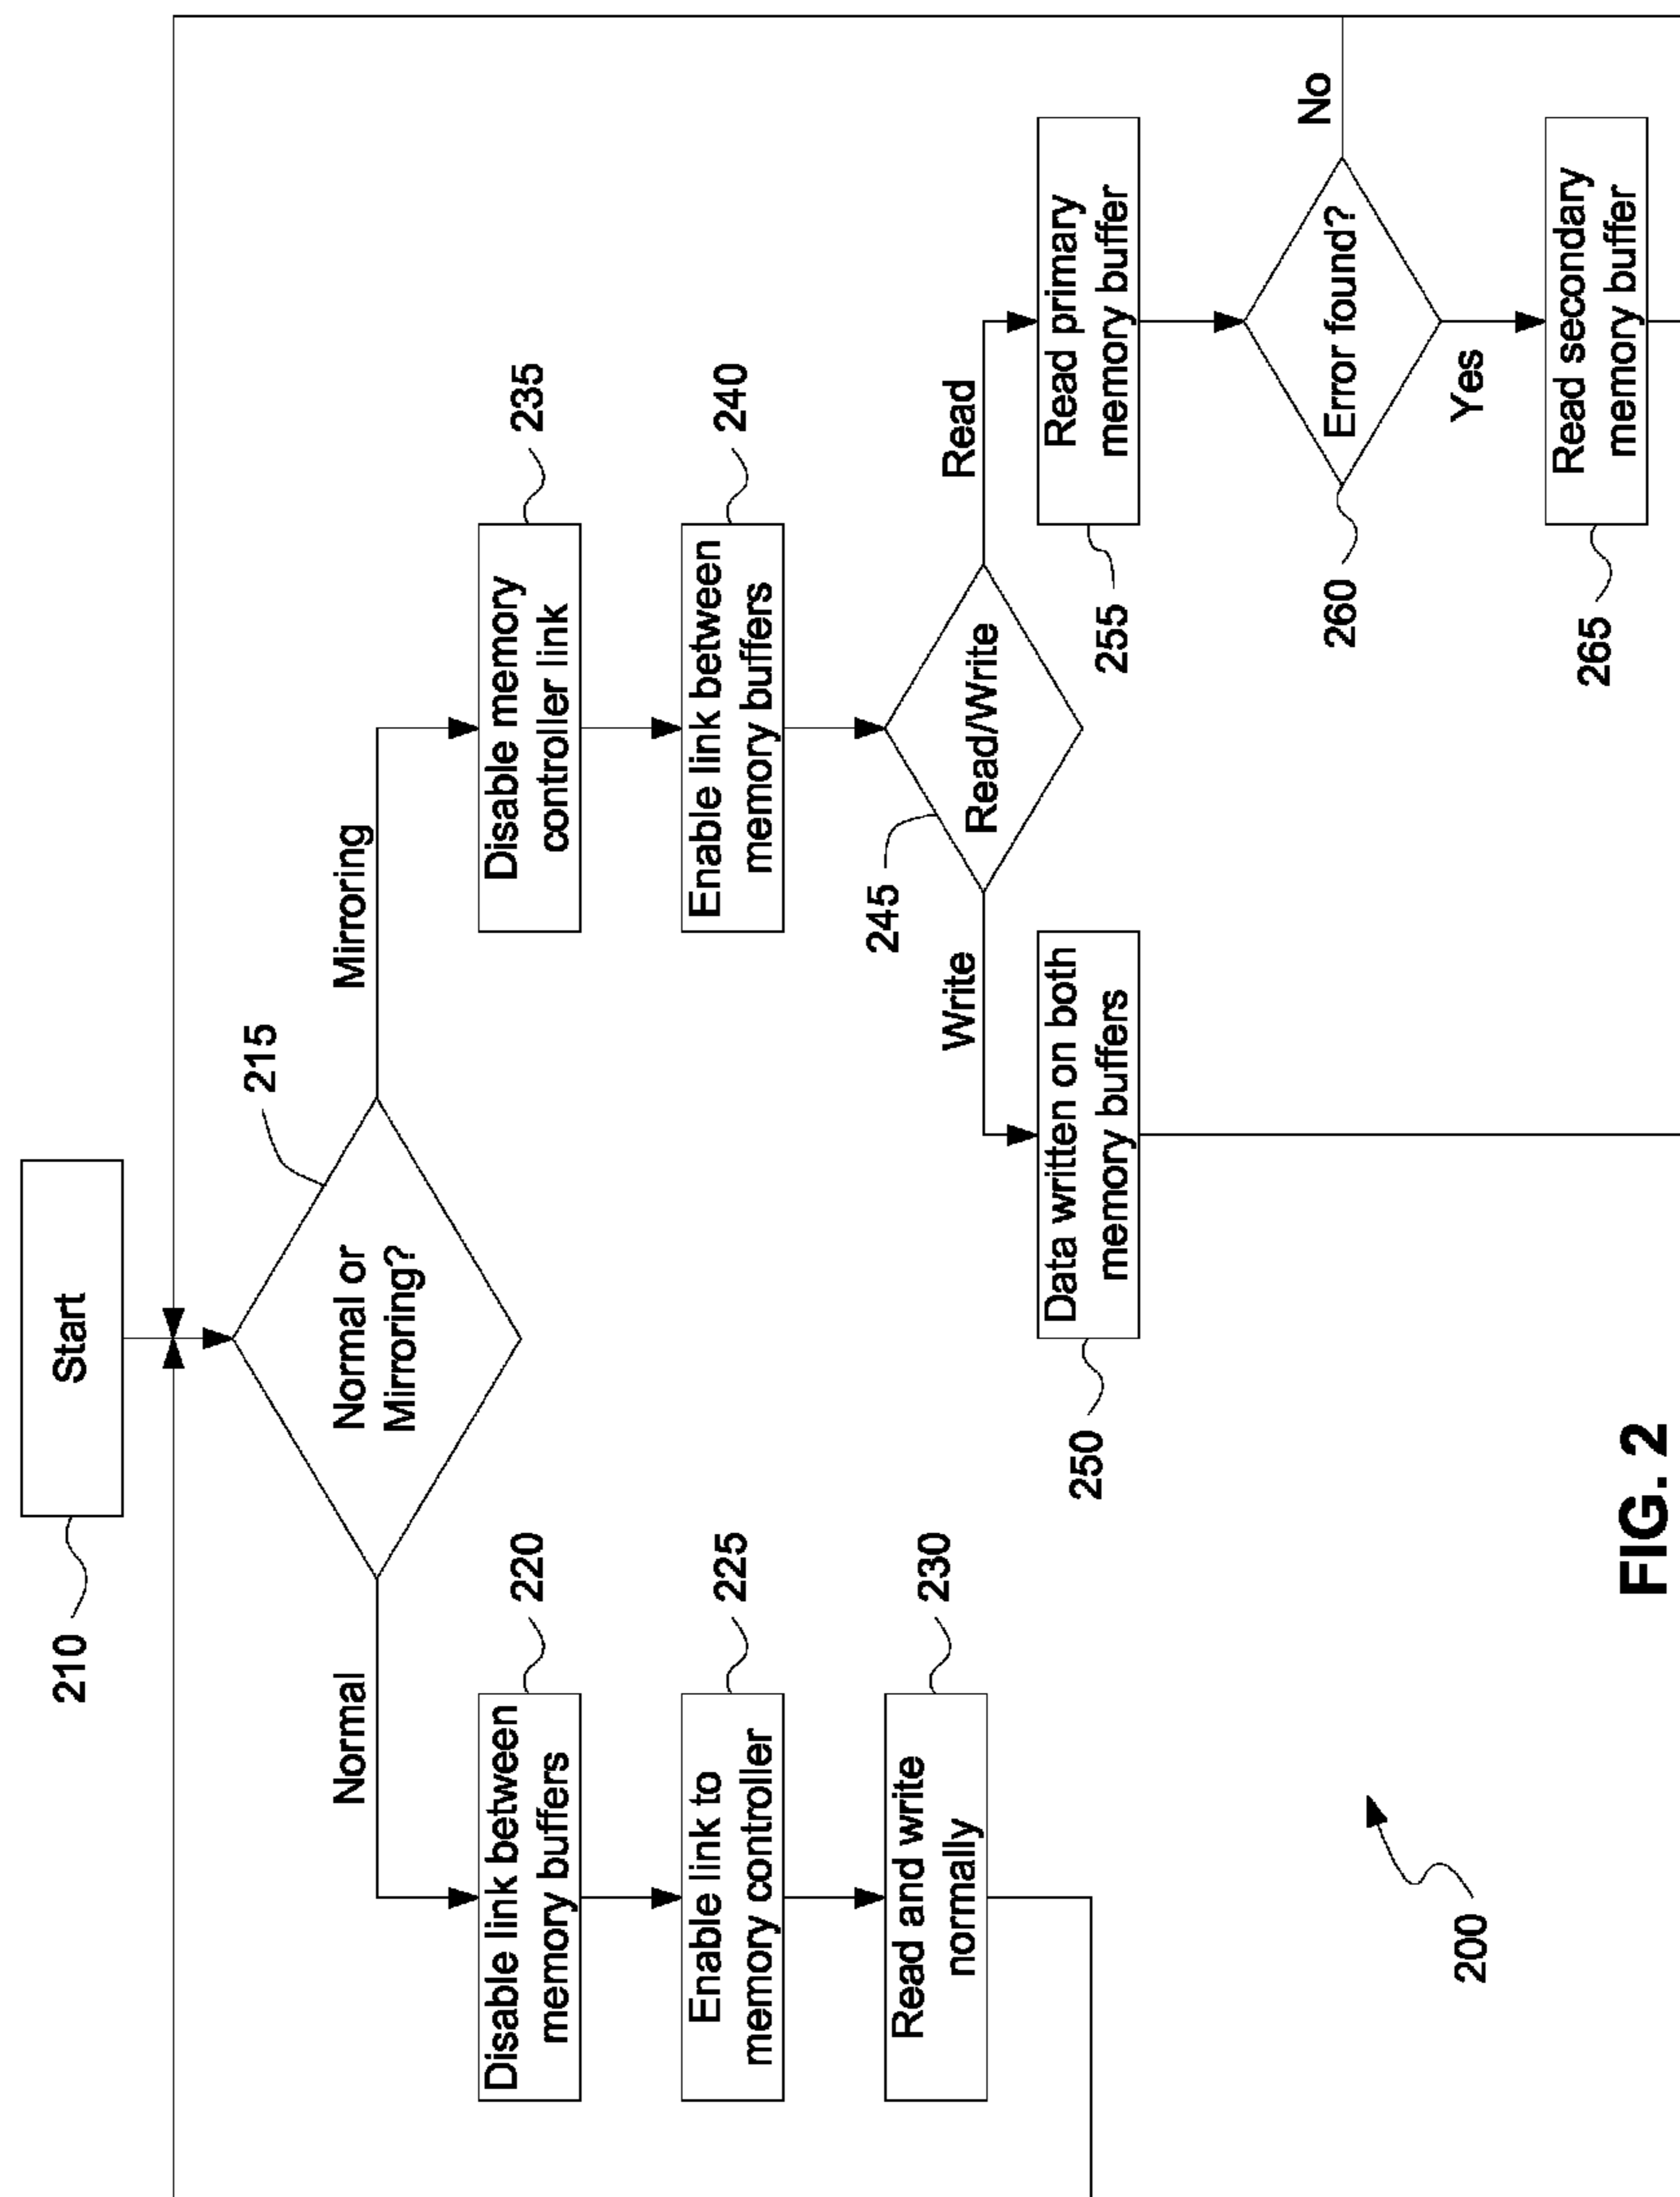 210
Start
215
Normal or
Mirroring?
Normal
Mirroring
Disable link between
memory buffers
220
Enable link to
memory controller
225
Read and write
normally
230
Disable memory
controller link
235
Enable link between
memory buffers
240
245
Read/Write
Write
Read
Data written on both
memory buffers
250
Read primary
memory buffer
255
Error found?
260
No
Yes
Read secondary
memory buffer
265
200
FIG. 2